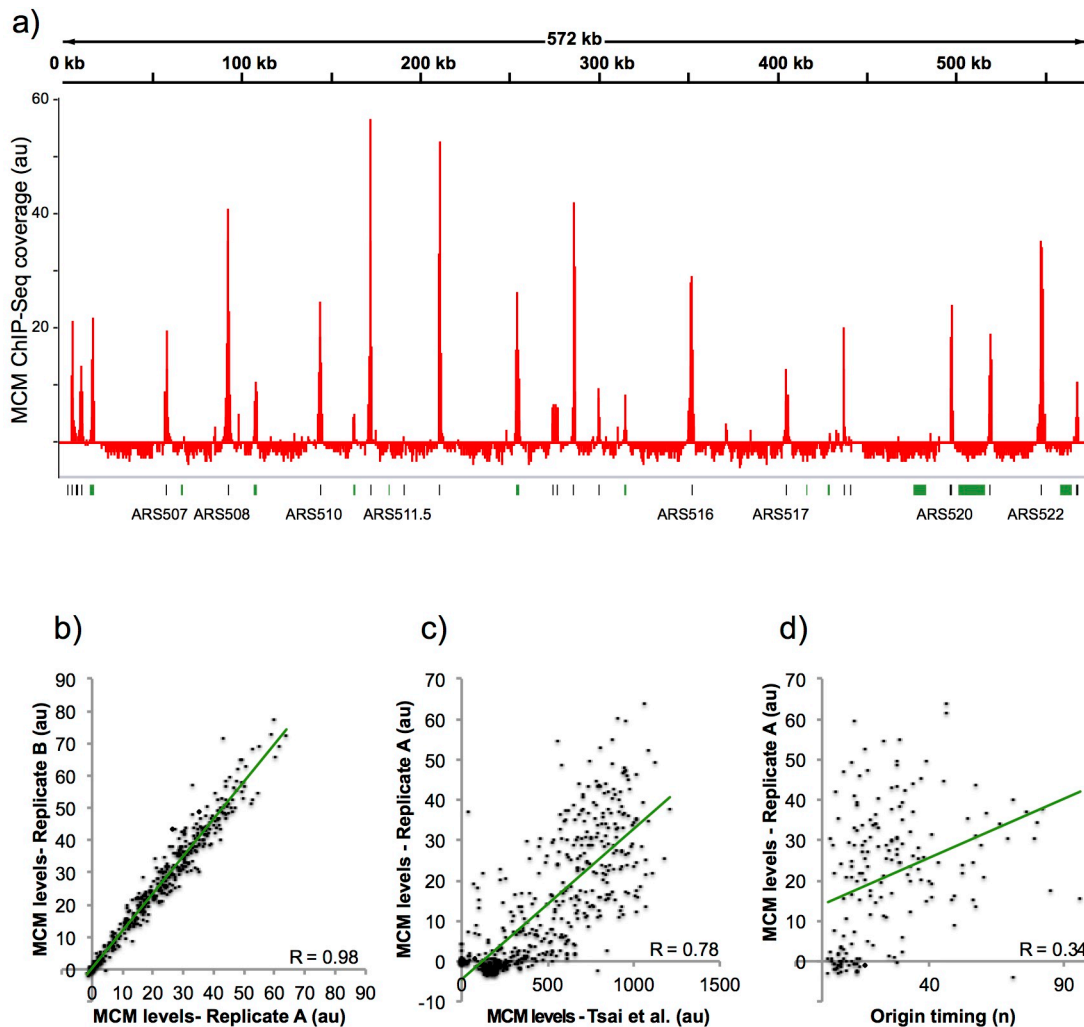 a)
572 kb
0 kb 100 kb 200 kb 300 kb 400 kb 500 kb
MCM ChIP-Seq coverage (au)
60
40
20
ARS507 ARS508 ARS510 ARS511.5 ARS516 ARS517 ARS520 ARS522
b)
MCM levels- Replicate B (au)
90
80
70
60
50
40
30
20
10
0
0 10 20 30 40 50 60 70 80 90
R = 0.98
MCM levels- Replicate A (au)
c)
MCM levels - Replicate A (au)
70
60
50
40
30
20
10
0
-10
0 500 1000 1500
R = 0.78
MCM levels - Tsai et al. (au)
d)
MCM levels - Replicate A (au)
70
60
50
40
30
20
10
0
-10
40 90
R = 0.34
Origin timing (n)